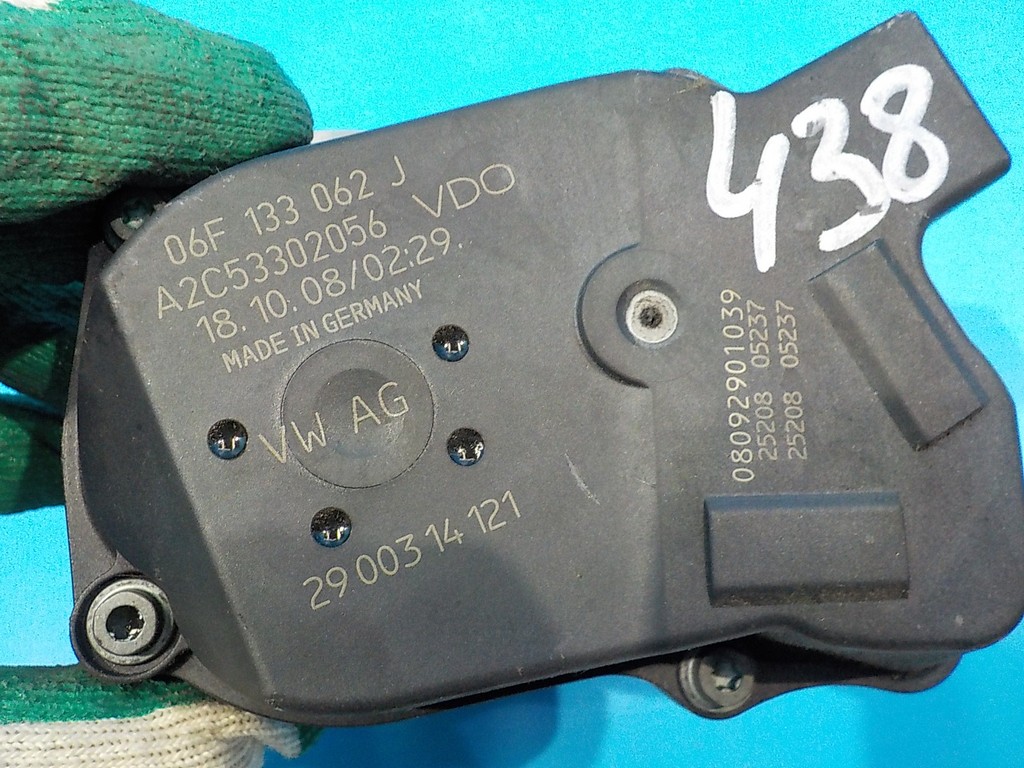 438
06F 133 062 J
A2C53302056 VDO
18.10.08/02:29.
MADE IN GERMANY
VW AG
29 003 14 121
08092901039
25208 05237
25208 05237